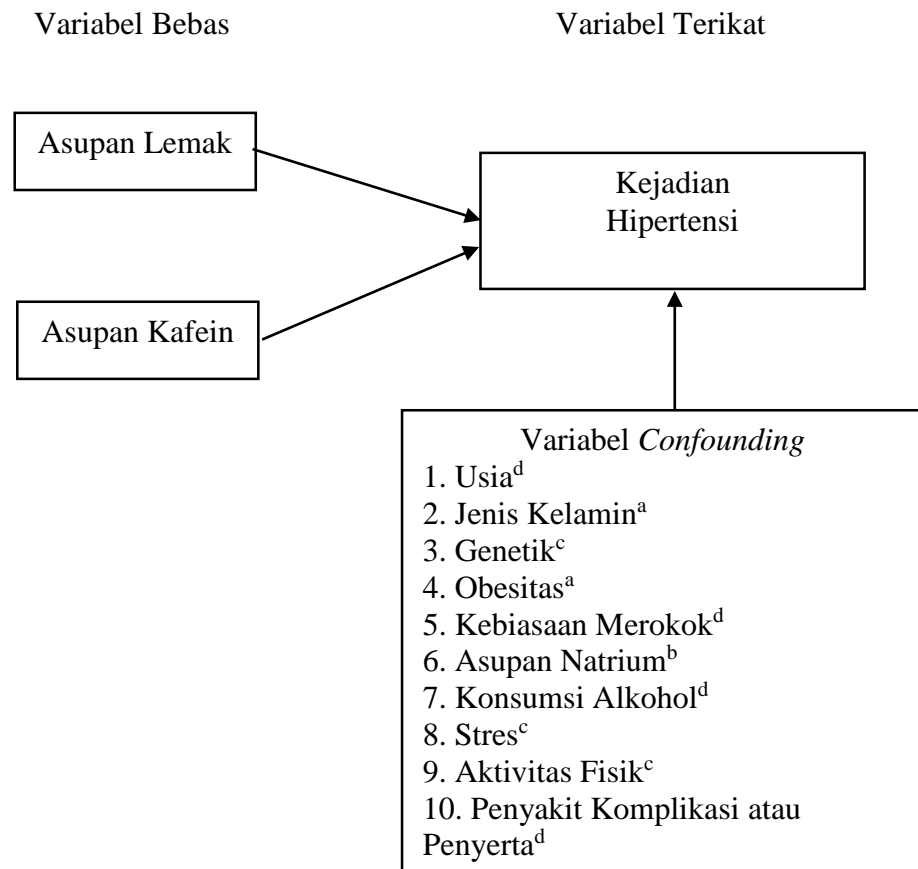 Variabel Bebas
Variabel Terikat
Asupan Lemak
Kejadian
Hipertensi
Asupan Kafein
Variabel Confounding
1. Usiaᵈ
2. Jenis Kelaminᵃ
3. Genetikᶜ
4. Obesitasᵃ
5. Kebiasaan Merokokᵈ
6. Asupan Natriumᵇ
7. Konsumsi Alkoholᵈ
8. Stresᶜ
9. Aktivitas Fisikᶜ
10. Penyakit Komplikasi atau
Penyertaᵈ